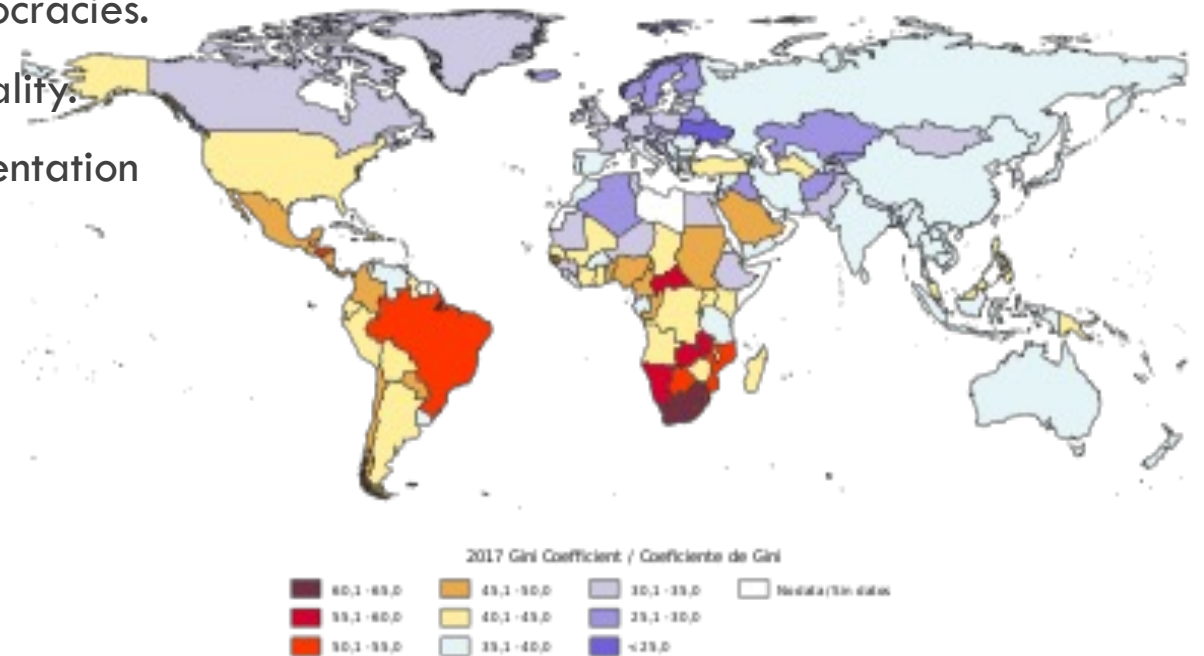 ocracies.
ality.
entation
2017 Gini Coefficient / Coeficiente de Gini
60,1 - 65,0
45,1 - 50,0
30,1 - 35,0
No data / Sin datos
55,1 - 60,0
40,1 - 45,0
25,1 - 30,0
50,1 - 55,0
35,1 - 40,0
< 25,0